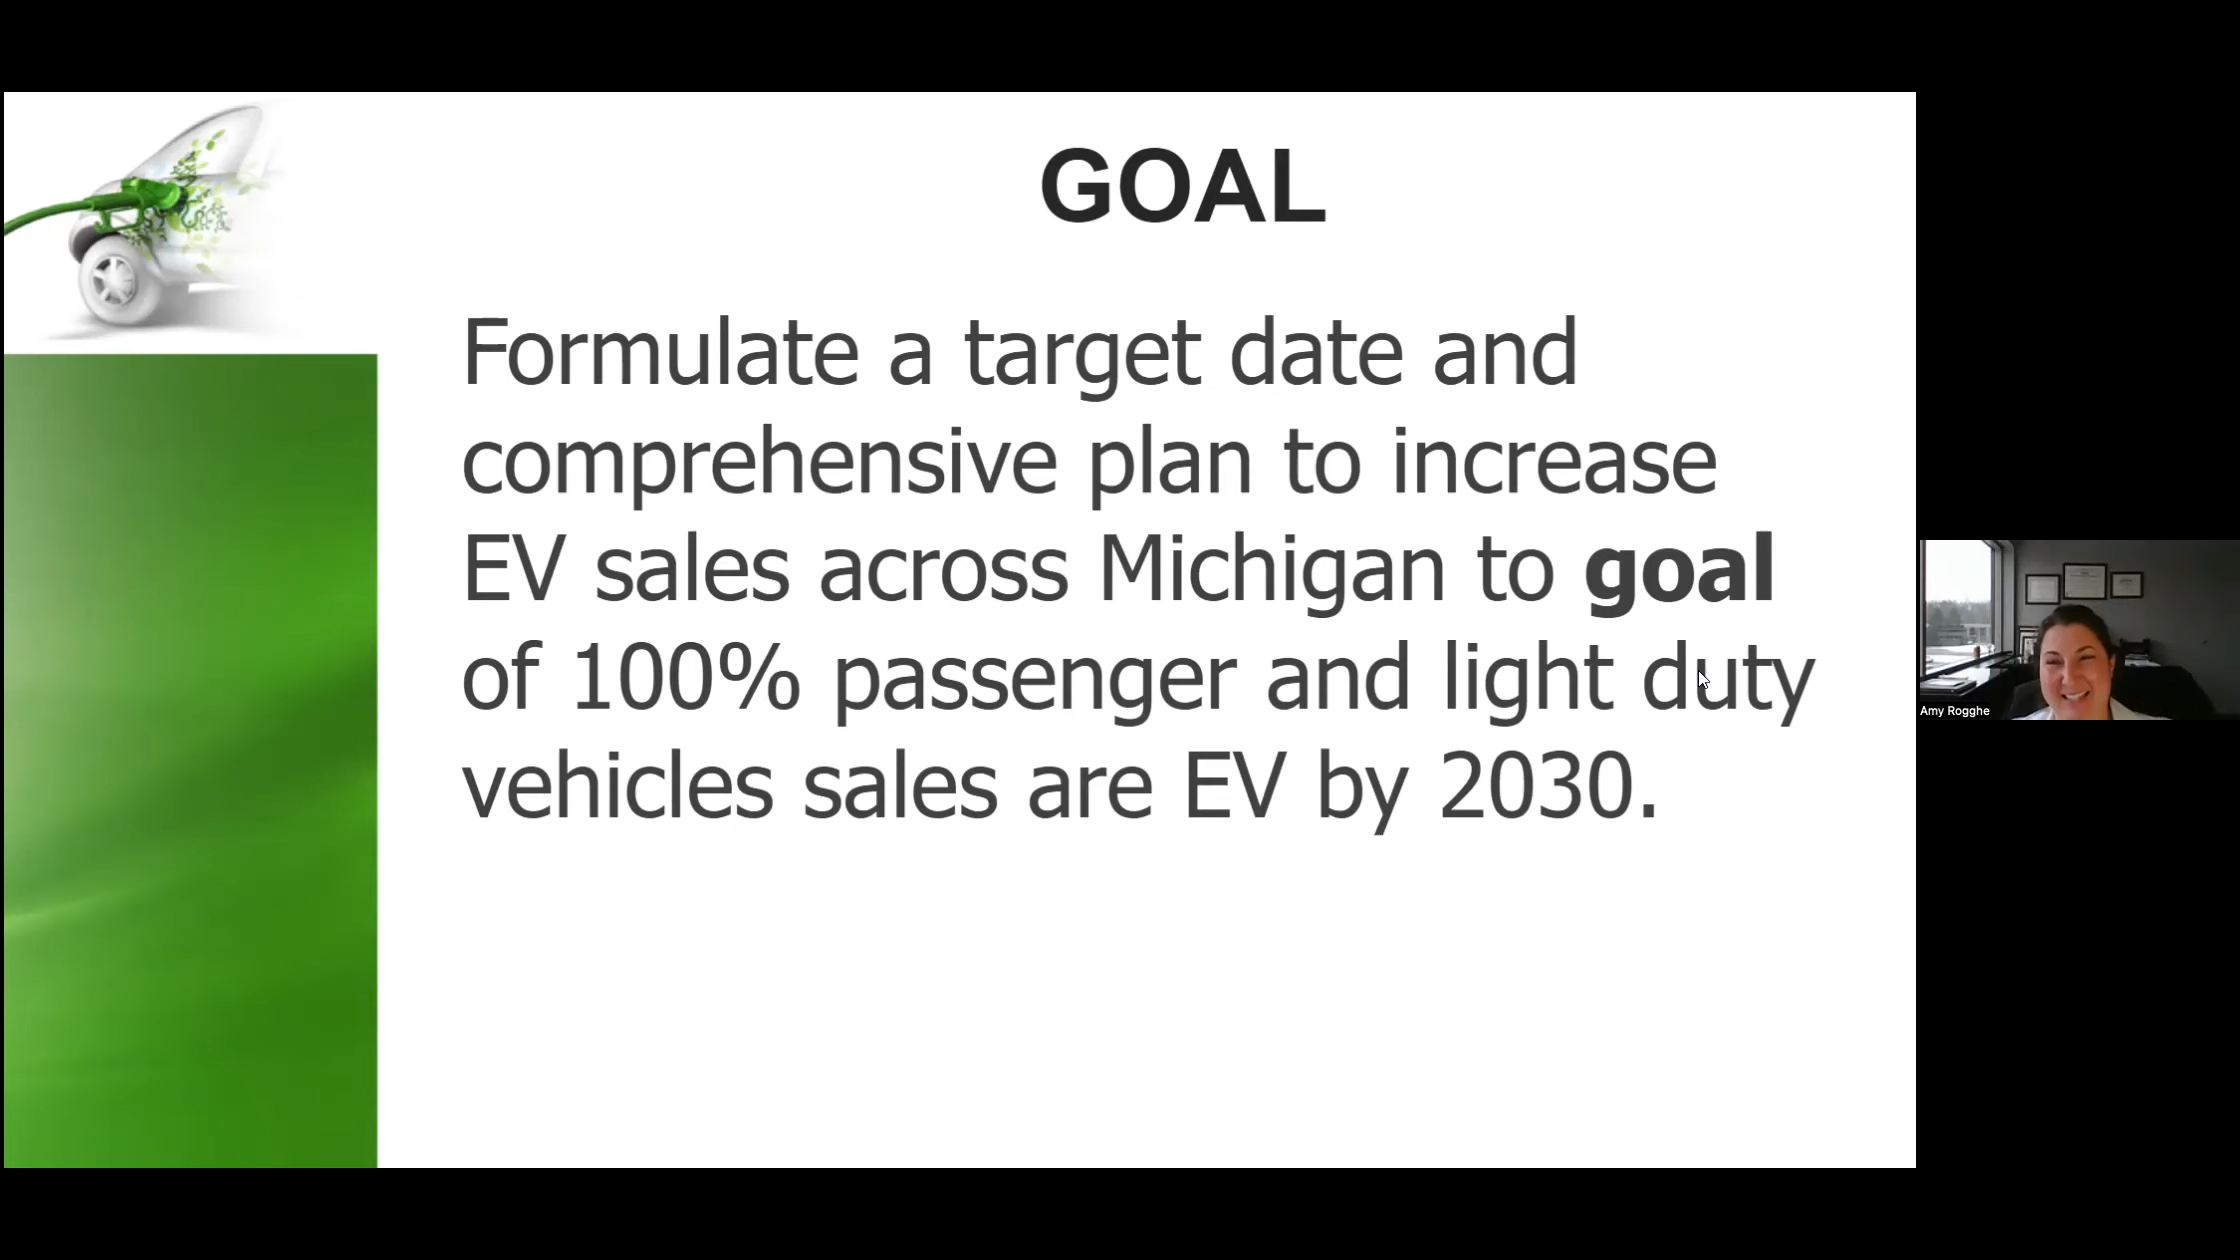 GOAL
Formulate a target date and
comprehensive plan to increase
EV sales across Michigan to goal
of 100% passenger and light duty
vehicles sales are EV by 2030.
Amy Rogghe